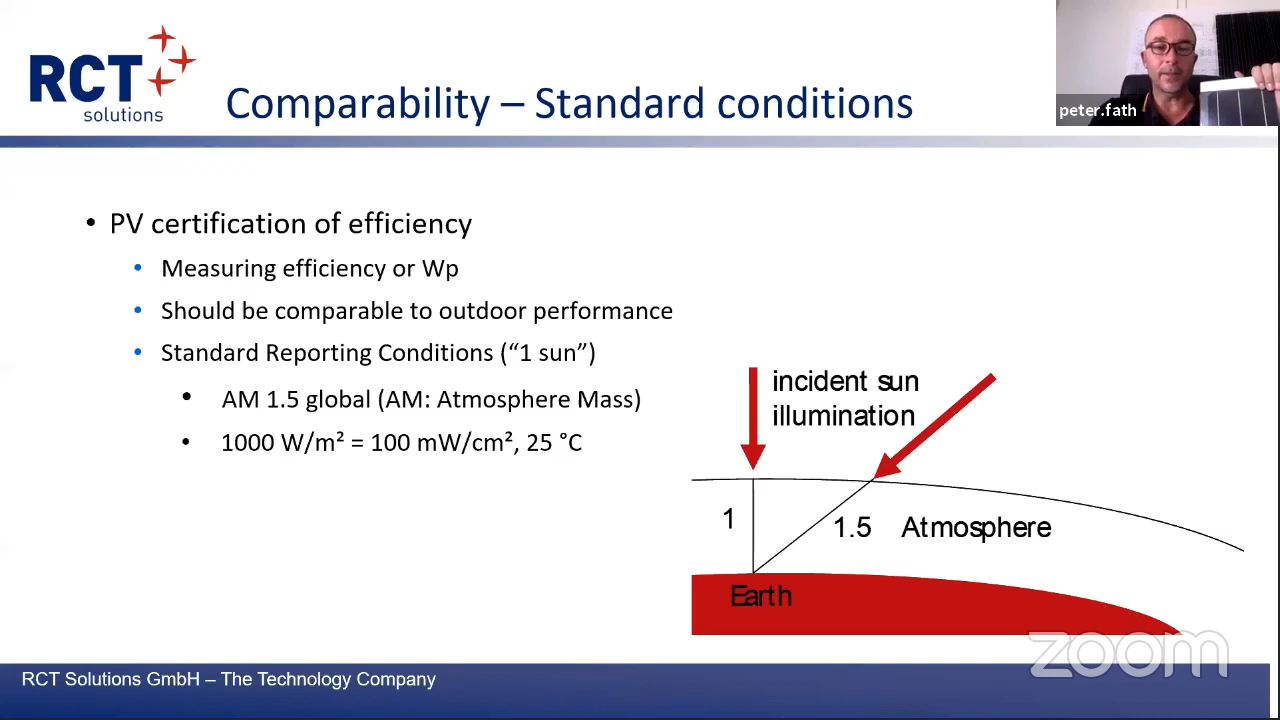 RCT
solutions
Comparability – Standard conditions
peter.fath
• PV certification of efficiency
• Measuring efficiency or Wp
• Should be comparable to outdoor performance
• Standard Reporting Conditions (“1 sun”)
• AM 1.5 global (AM: Atmosphere Mass)
• 1000 W/m² = 100 mW/cm², 25 °C
incident sun
illumination
1
1.5 Atmosphere
Earth
zoom
RCT Solutions GmbH – The Technology Company